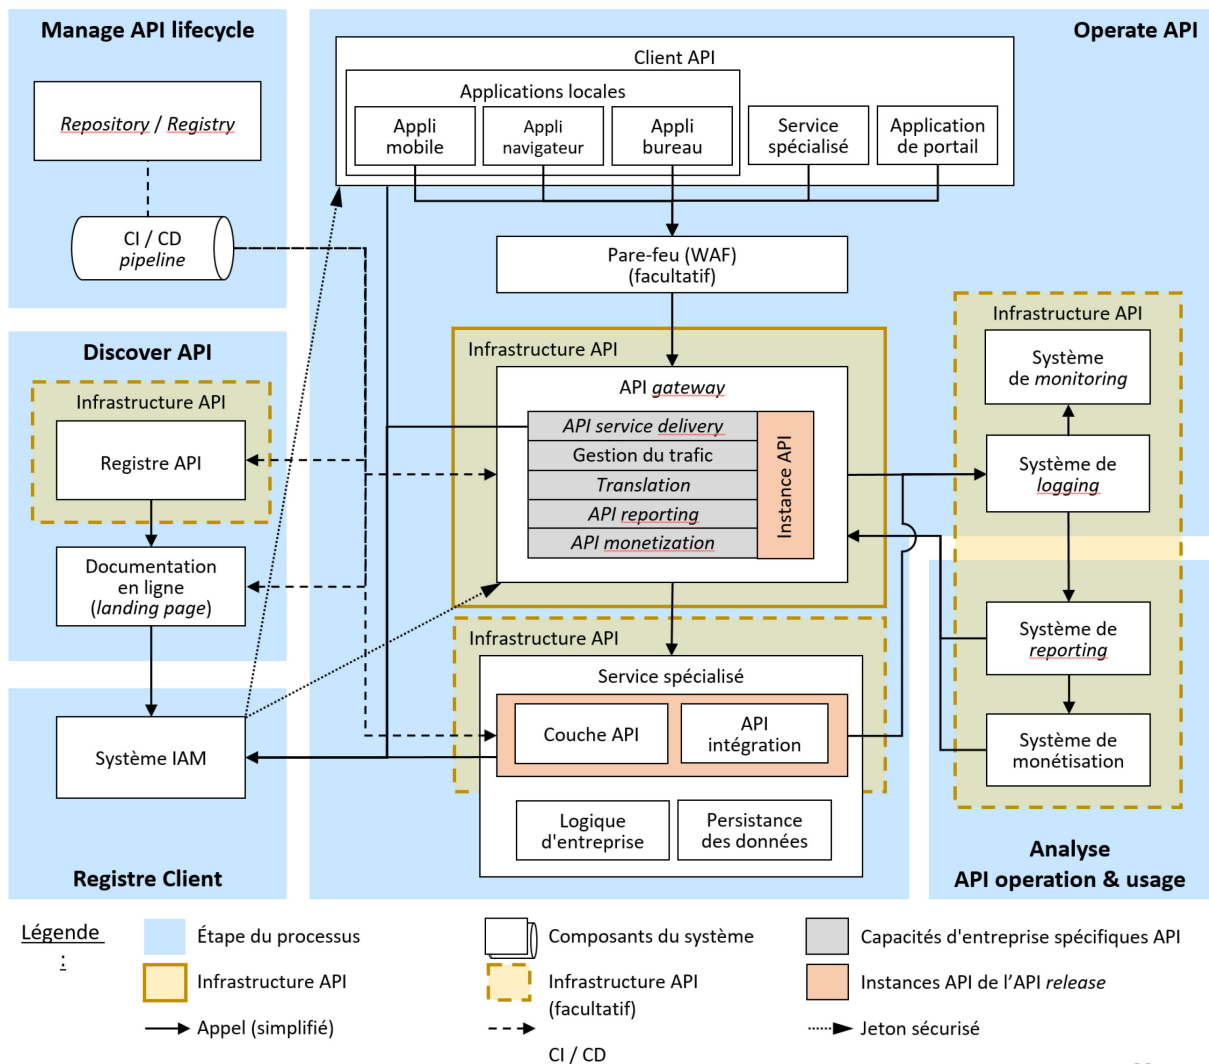 Manage API lifecycle
Repository / Registry
CI / CD
pipeline
Discover API
Infrastructure API
Registre API
Documentation
en ligne
(landing page)
Système IAM
Registre Client
Operate API
Client API
Applications locales
Appli
mobile
Appli
navigateur
Appli
bureau
Service
spécialisé
Application
de portail
Pare-feu (WAF)
(facultatif)
Infrastructure API
API gateway
API service delivery
Gestion du trafic
Translation
API reporting
API monetization
Instance API
Infrastructure API
Service spécialisé
Couche API
API
intégration
Logique
d'entreprise
Persistance
des données
Infrastructure API
Système
de monitoring
Système de
logging
Système de
reporting
Système de
monétisation
Analyse
API operation & usage
Légende
:
Étape du processus
Infrastructure API
Appel (simplifié)
Composants du système
Infrastructure API
(facultatif)
CI / CD
Capacités d'entreprise spécifiques API
Instances API de l’API release
Jeton sécurisé